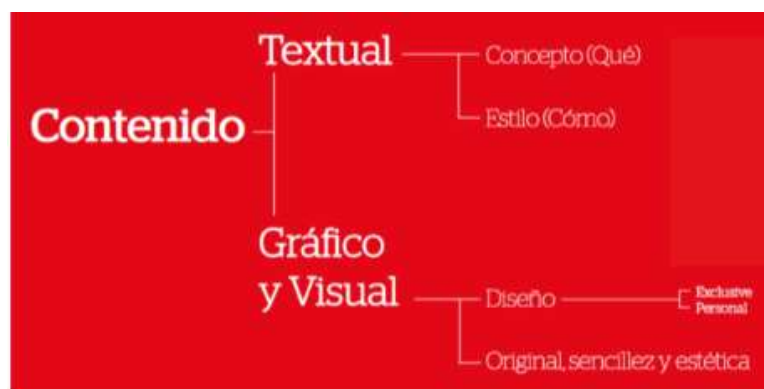 Contenido
Textual
Concepto (Qué)
Estilo (Cómo)
Gráfico
y Visual
Diseño
Exclusive
Personal
Original, sencillez y estética